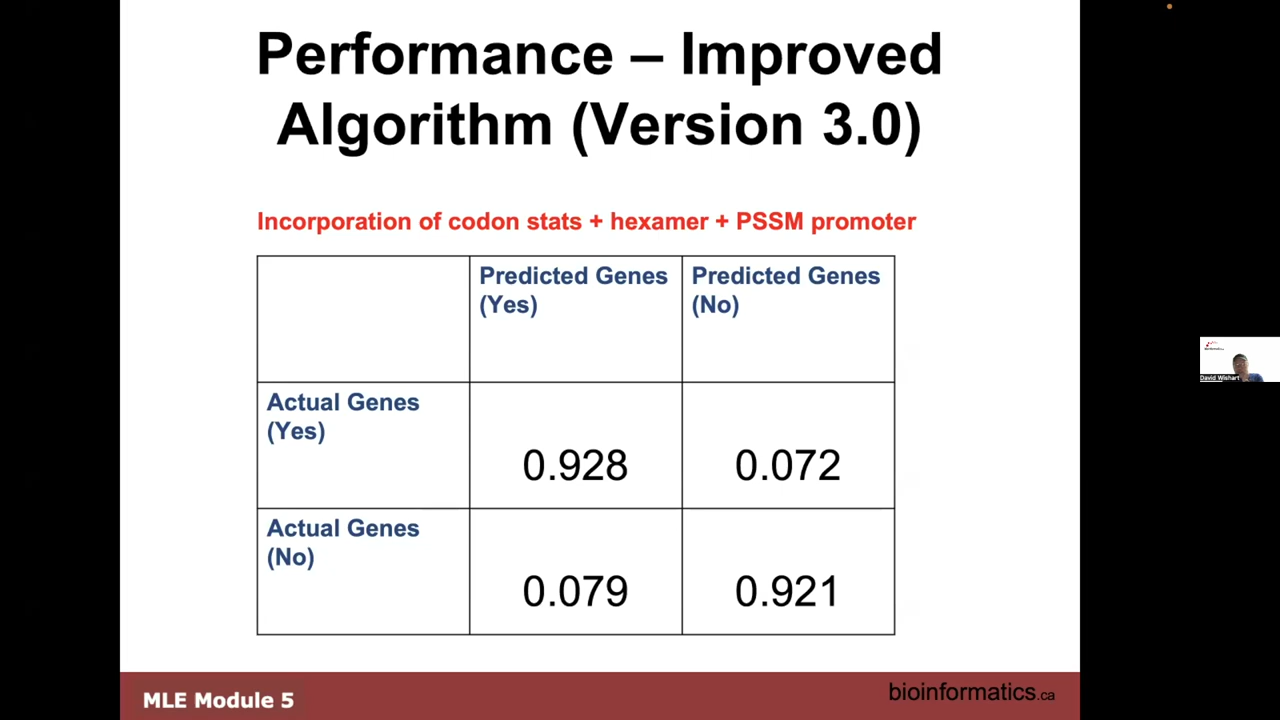 Performance – Improved
Algorithm (Version 3.0)
Incorporation of codon stats + hexamer + PSSM promoter
Predicted Genes
(Yes)
Predicted Genes
(No)
Actual Genes
(Yes)
0.928
0.072
Actual Genes
(No)
0.079
0.921
David Wishart
MLE Module 5
bioinformatics.ca